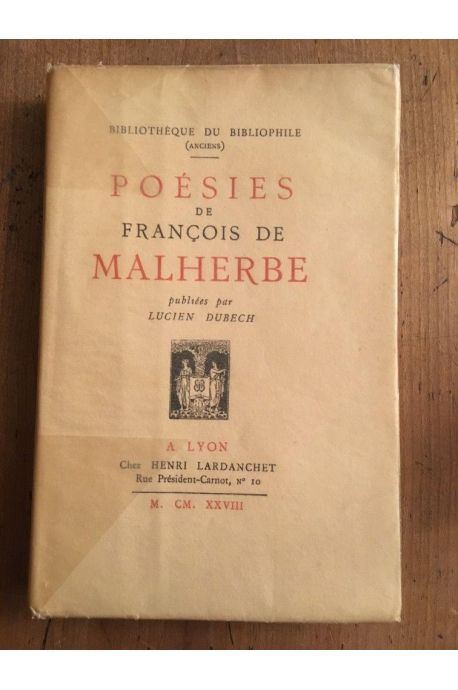 BIBLIOTHÈQUE DU BIBLIOPHILE
(ANCIENS)
POÉSIES
DE
FRANÇOIS DE
MALHERBE
publiées par
LUCIEN DUBECH
A LYON
Chez HENRI LARDANCHET
Rue Président-Carnot, N° 10
M. CM. XXVIII